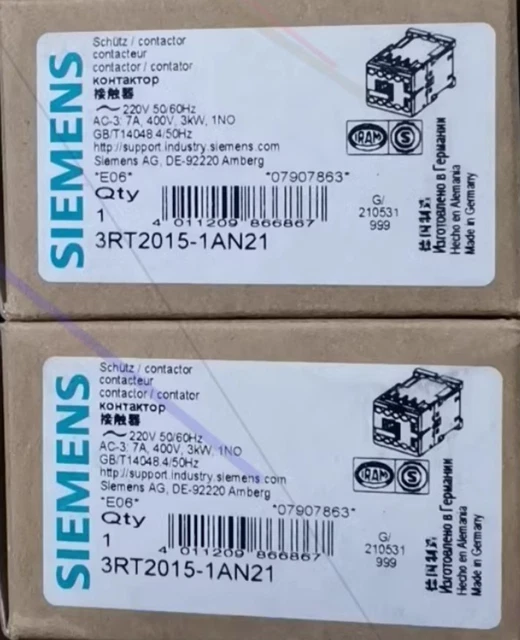 SIEMENS
Schütz / contactor
contacteur
contactor / contator
контактор
接触器
～ 220V 50/60Hz
AC-3: 7A, 400V, 3kW, 1NO
GB/T14048.4/50Hz
http://support.industry.siemens.com
Siemens AG, DE-92220 Amberg
"E06" "07907863"
Qty
1
4 011209 866867
3RT2015-1AN21
IRAM S
G/
210531
999
德国制造
Изготовлено в Германии
Hecho en Alemania
Made in Germany
SIEMENS
Schütz / contactor
contacteur
contactor / contator
контактор
接触器
～ 220V 50/60Hz
AC-3: 7A, 400V, 3kW, 1NO
GB/T14048.4/50Hz
http://support.industry.siemens.com
Siemens AG, DE-92220 Amberg
"E06" "07907863"
Qty
1
4 011209 866867
3RT2015-1AN21
IRAM S
G/
210531
999
德国制造
Изготовлено в Германии
Hecho en Alemania
Made in Germany